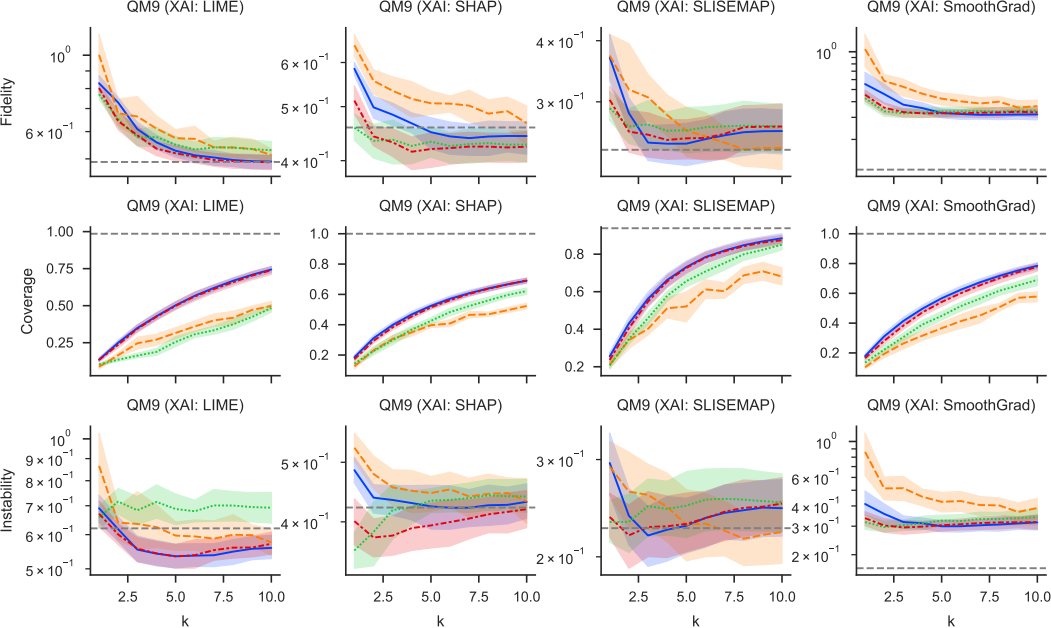 QM9 (XAI: LIME) QM9 (XAI: SHAP) QM9 (XAI: SLISEMAP) QM9 (XAI: SmoothGrad)
Fidelity
10⁰
6 × 10⁻¹
6 × 10⁻¹
5 × 10⁻¹
4 × 10⁻¹
4 × 10⁻¹
3 × 10⁻¹
10⁰
QM9 (XAI: LIME) QM9 (XAI: SHAP) QM9 (XAI: SLISEMAP) QM9 (XAI: SmoothGrad)
Coverage
1.00
0.75
0.50
0.25
1.0
0.8
0.6
0.4
0.2
0.8
0.6
0.4
0.2
1.0
0.8
0.6
0.4
0.2
QM9 (XAI: LIME) QM9 (XAI: SHAP) QM9 (XAI: SLISEMAP) QM9 (XAI: SmoothGrad)
Instability
10⁰
9 × 10⁻¹
8 × 10⁻¹
7 × 10⁻¹
6 × 10⁻¹
5 × 10⁻¹
5 × 10⁻¹
4 × 10⁻¹
3 × 10⁻¹
2 × 10⁻¹
10⁰
6 × 10⁻¹
4 × 10⁻¹
3 × 10⁻¹
2 × 10⁻¹
2.5 5.0 7.5 10.0 2.5 5.0 7.5 10.0 2.5 5.0 7.5 10.0 2.5 5.0 7.5 10.0
k k k k